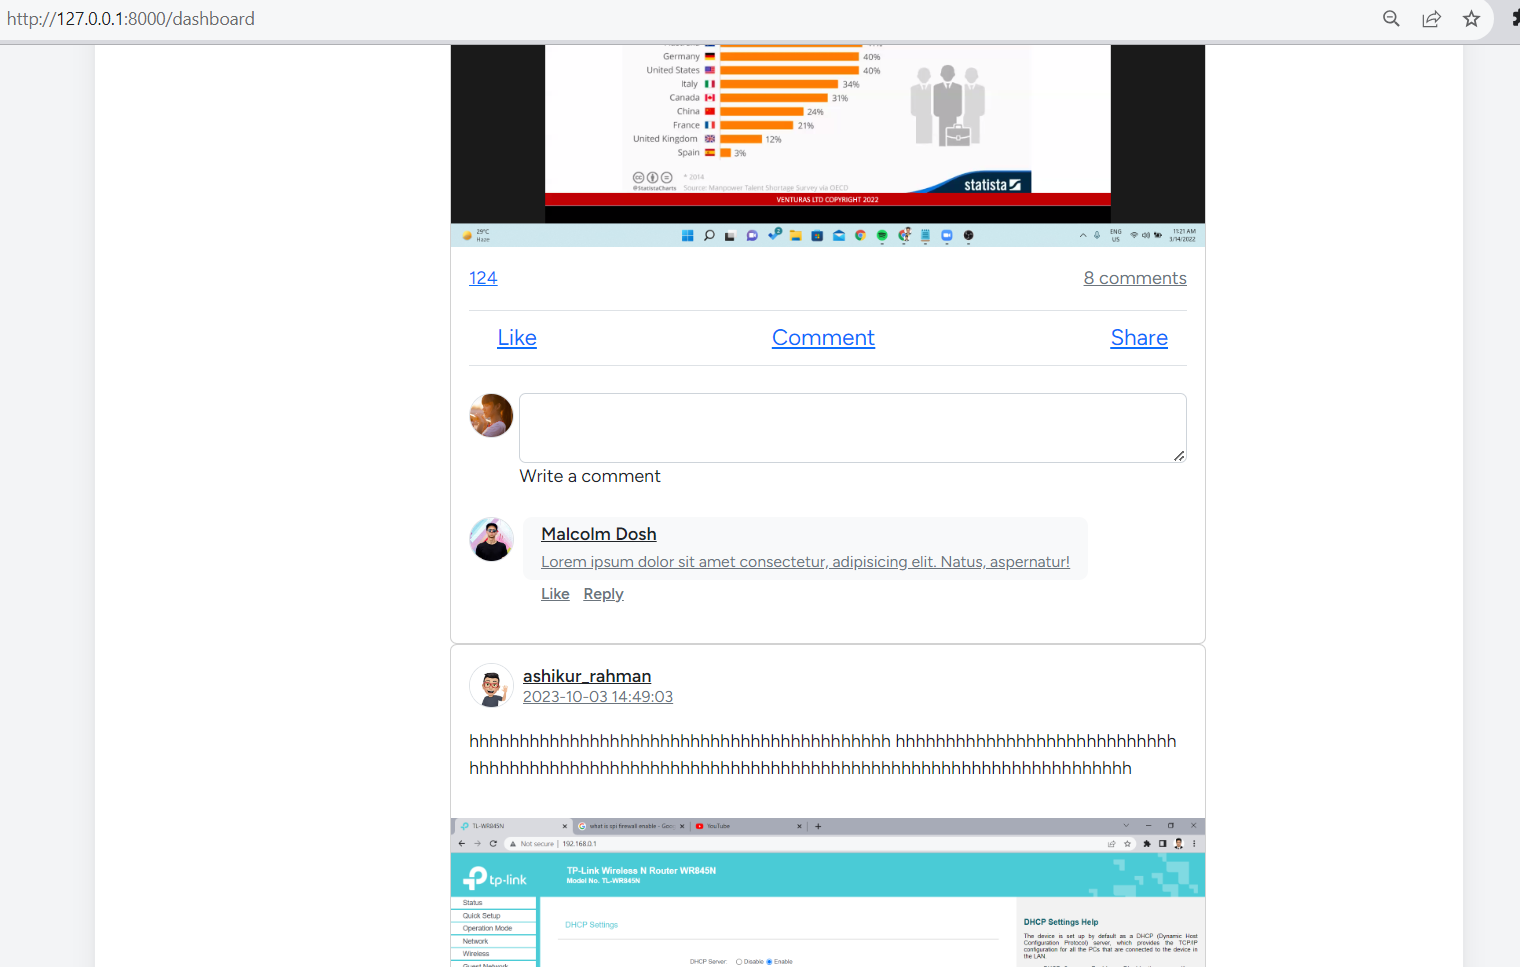 http://127.0.0.1:8000/dashboard
Germany 40%
United States 40%
Italy 34%
Canada 31%
China 24%
France 21%
United Kingdom 12%
Spain 3%
* 2014
@StatistaCharts Source: Manpower Talent Shortage Survey via OECD
statista
VENTURAS LTD COPYRIGHT 2022
29°C
Haze
ENG
US
11:21 AM
3/14/2022
124 8 comments
Like Comment Share
Write a comment
Malcolm Dosh
Lorem ipsum dolor sit amet consectetur, adipisicing elit. Natus, aspernatur!
Like Reply
ashikur_rahman
2023-10-03 14:49:03
hhhhhhhhhhhhhhhhhhhhhhhhhhhhhhhhhhhhhhhhhh hhhhhhhhhhhhhhhhhhhhhhhhhhhh
hhhhhhhhhhhhhhhhhhhhhhhhhhhhhhhhhhhhhhhhhhhhhhhhhhhhhhhhhhhhhhhhhh
TL-WR845N what is spi firewall enable - Goo YouTube
Not secure | 192.168.0.1
tp-link
TP-Link Wireless N Router WR845N
Model No. TL-WR845N
Status
Quick Setup
Operation Mode
Network
Wireless
Guest Network
DHCP Settings
DHCP Server: Disable Enable
DHCP Settings Help
The device is set up by default as a DHCP (Dynamic Host
Configuration Protocol) server, which provides the TCP/IP
configuration for all the PCs that are connected to the device in
the LAN.